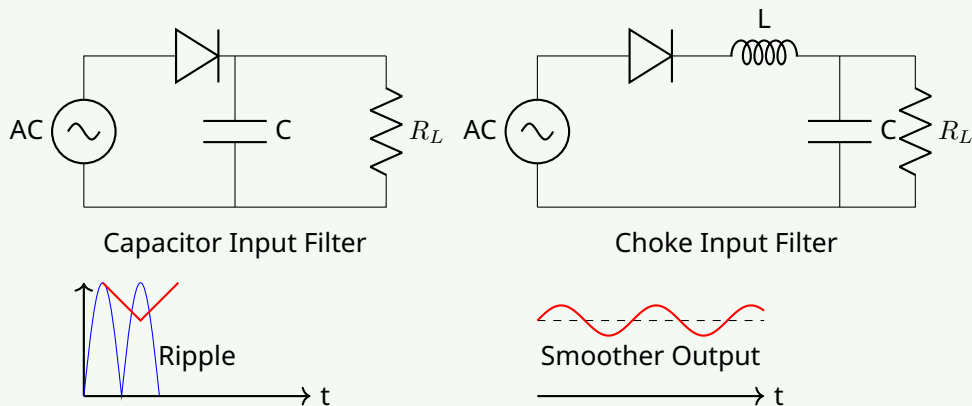 L
AC
C
R_L
AC
C
R_L
Capacitor Input Filter
Choke Input Filter
Ripple
Smoother Output
t
t